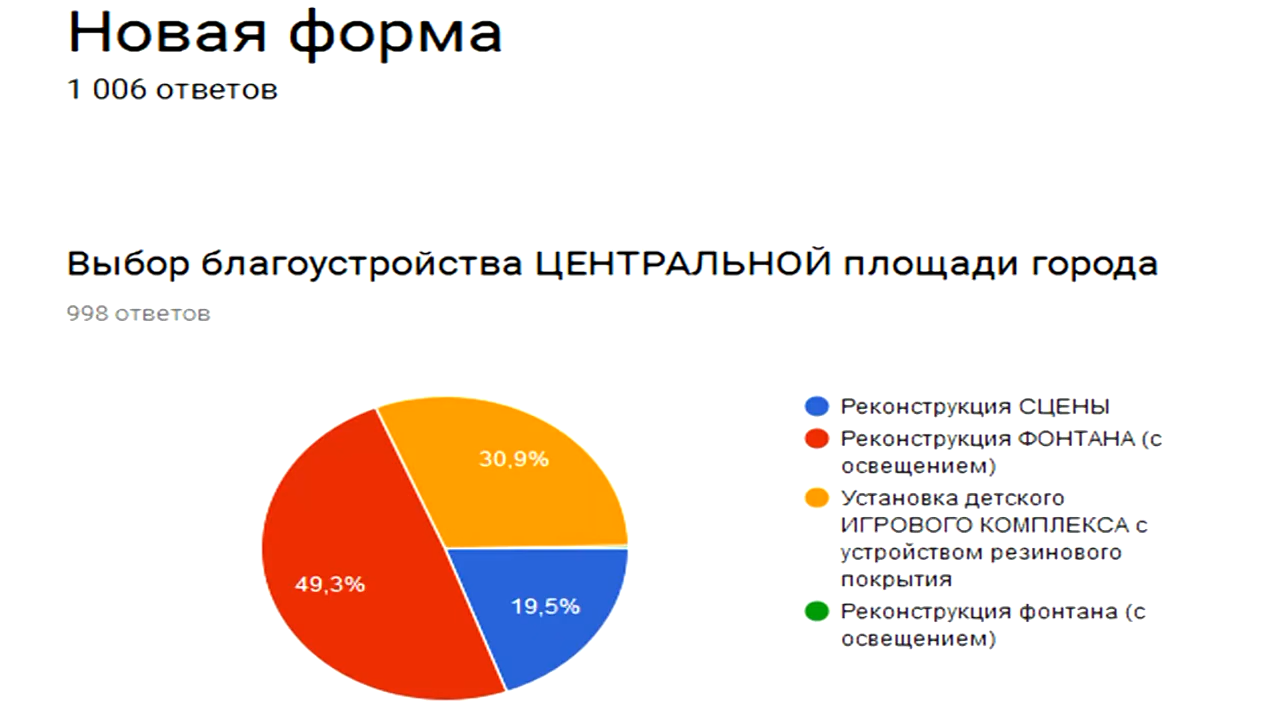 Новая форма
1 006 ответов
Выбор благоустройства ЦЕНТРАЛЬНОЙ площади города
998 ответов
30,9%
49,3%
19,5%
Реконструкция СЦЕНЫ
Реконструкция ФОНТАНА (с
освещением)
Установка детского
ИГРОВОГО КОМПЛЕКСА с
устройством резинового
покрытия
Реконструкция фонтана (с
освещением)